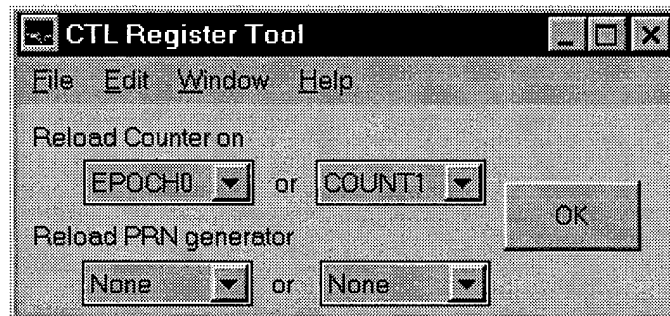 CTL Register Tool
File Edit Window Help
Reload Counter on
EPOCH0 or COUNT1
OK
Reload PRN generator
None or None